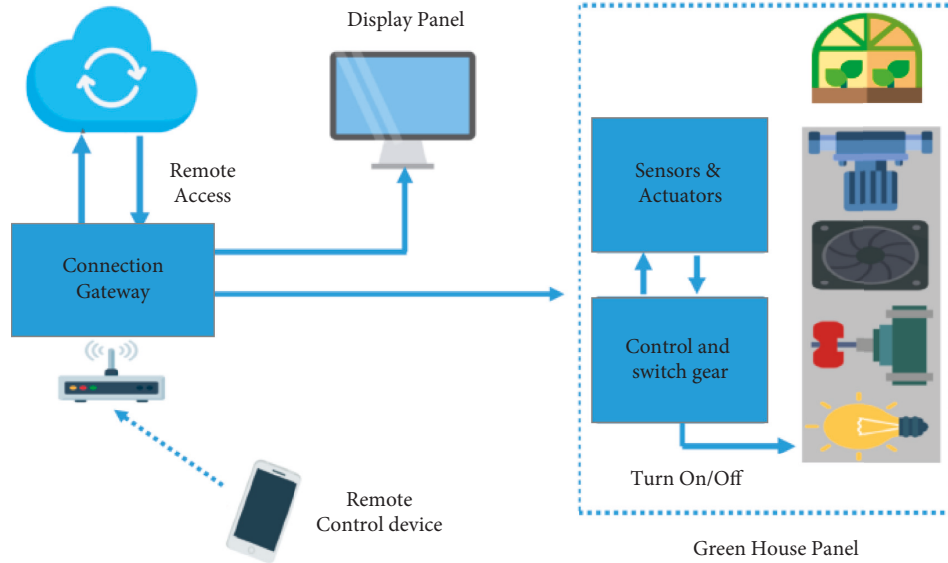 Display Panel
Remote
Access
Connection
Gateway
Sensors &
Actuators
Control and
switch gear
Turn On/Off
Remote
Control device
Green House Panel